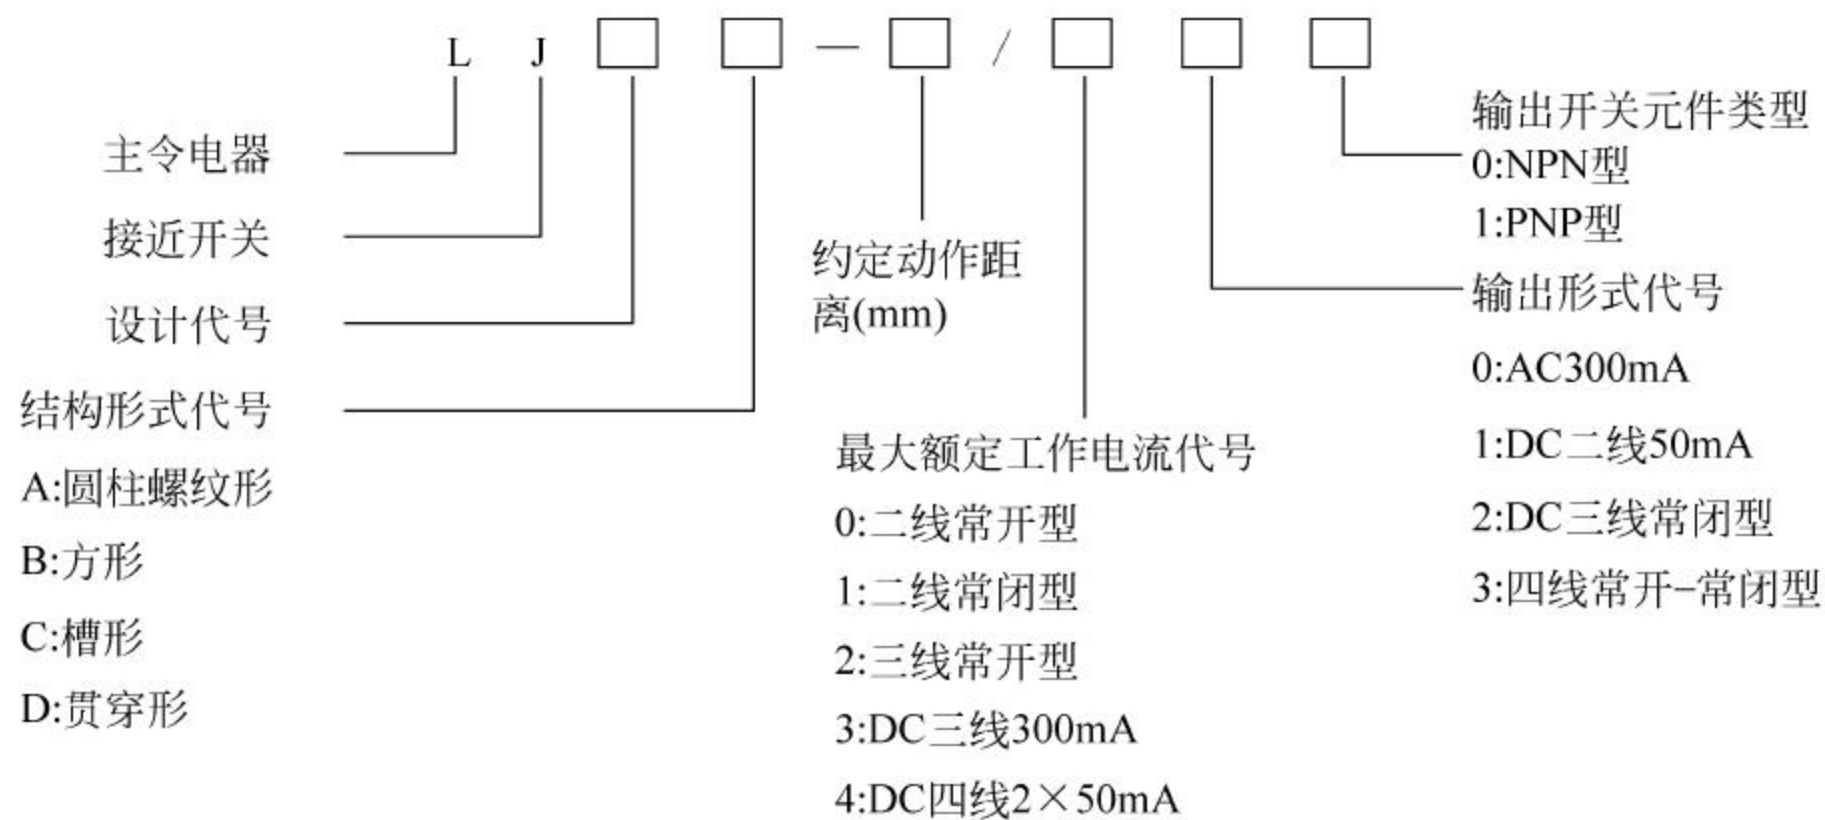 L J □ □ — □ / □ □ □
主令电器
接近开关
设计代号
结构形式代号
A:圆柱螺纹形
B:方形
C:槽形
D:贯穿形
约定动作距
离(mm)
最大额定工作电流代号
0:二线常开型
1:二线常闭型
2:三线常开型
3:DC三线300mA
4:DC四线2×50mA
输出开关元件类型
0:NPN型
1:PNP型
输出形式代号
0:AC300mA
1:DC二线50mA
2:DC三线常闭型
3:四线常开–常闭型